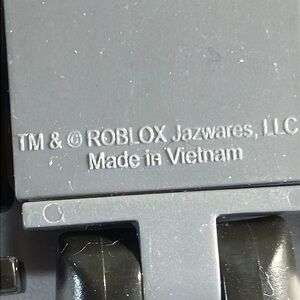 TM & © ROBLOX Jazwares, LLC
Made in Vietnam